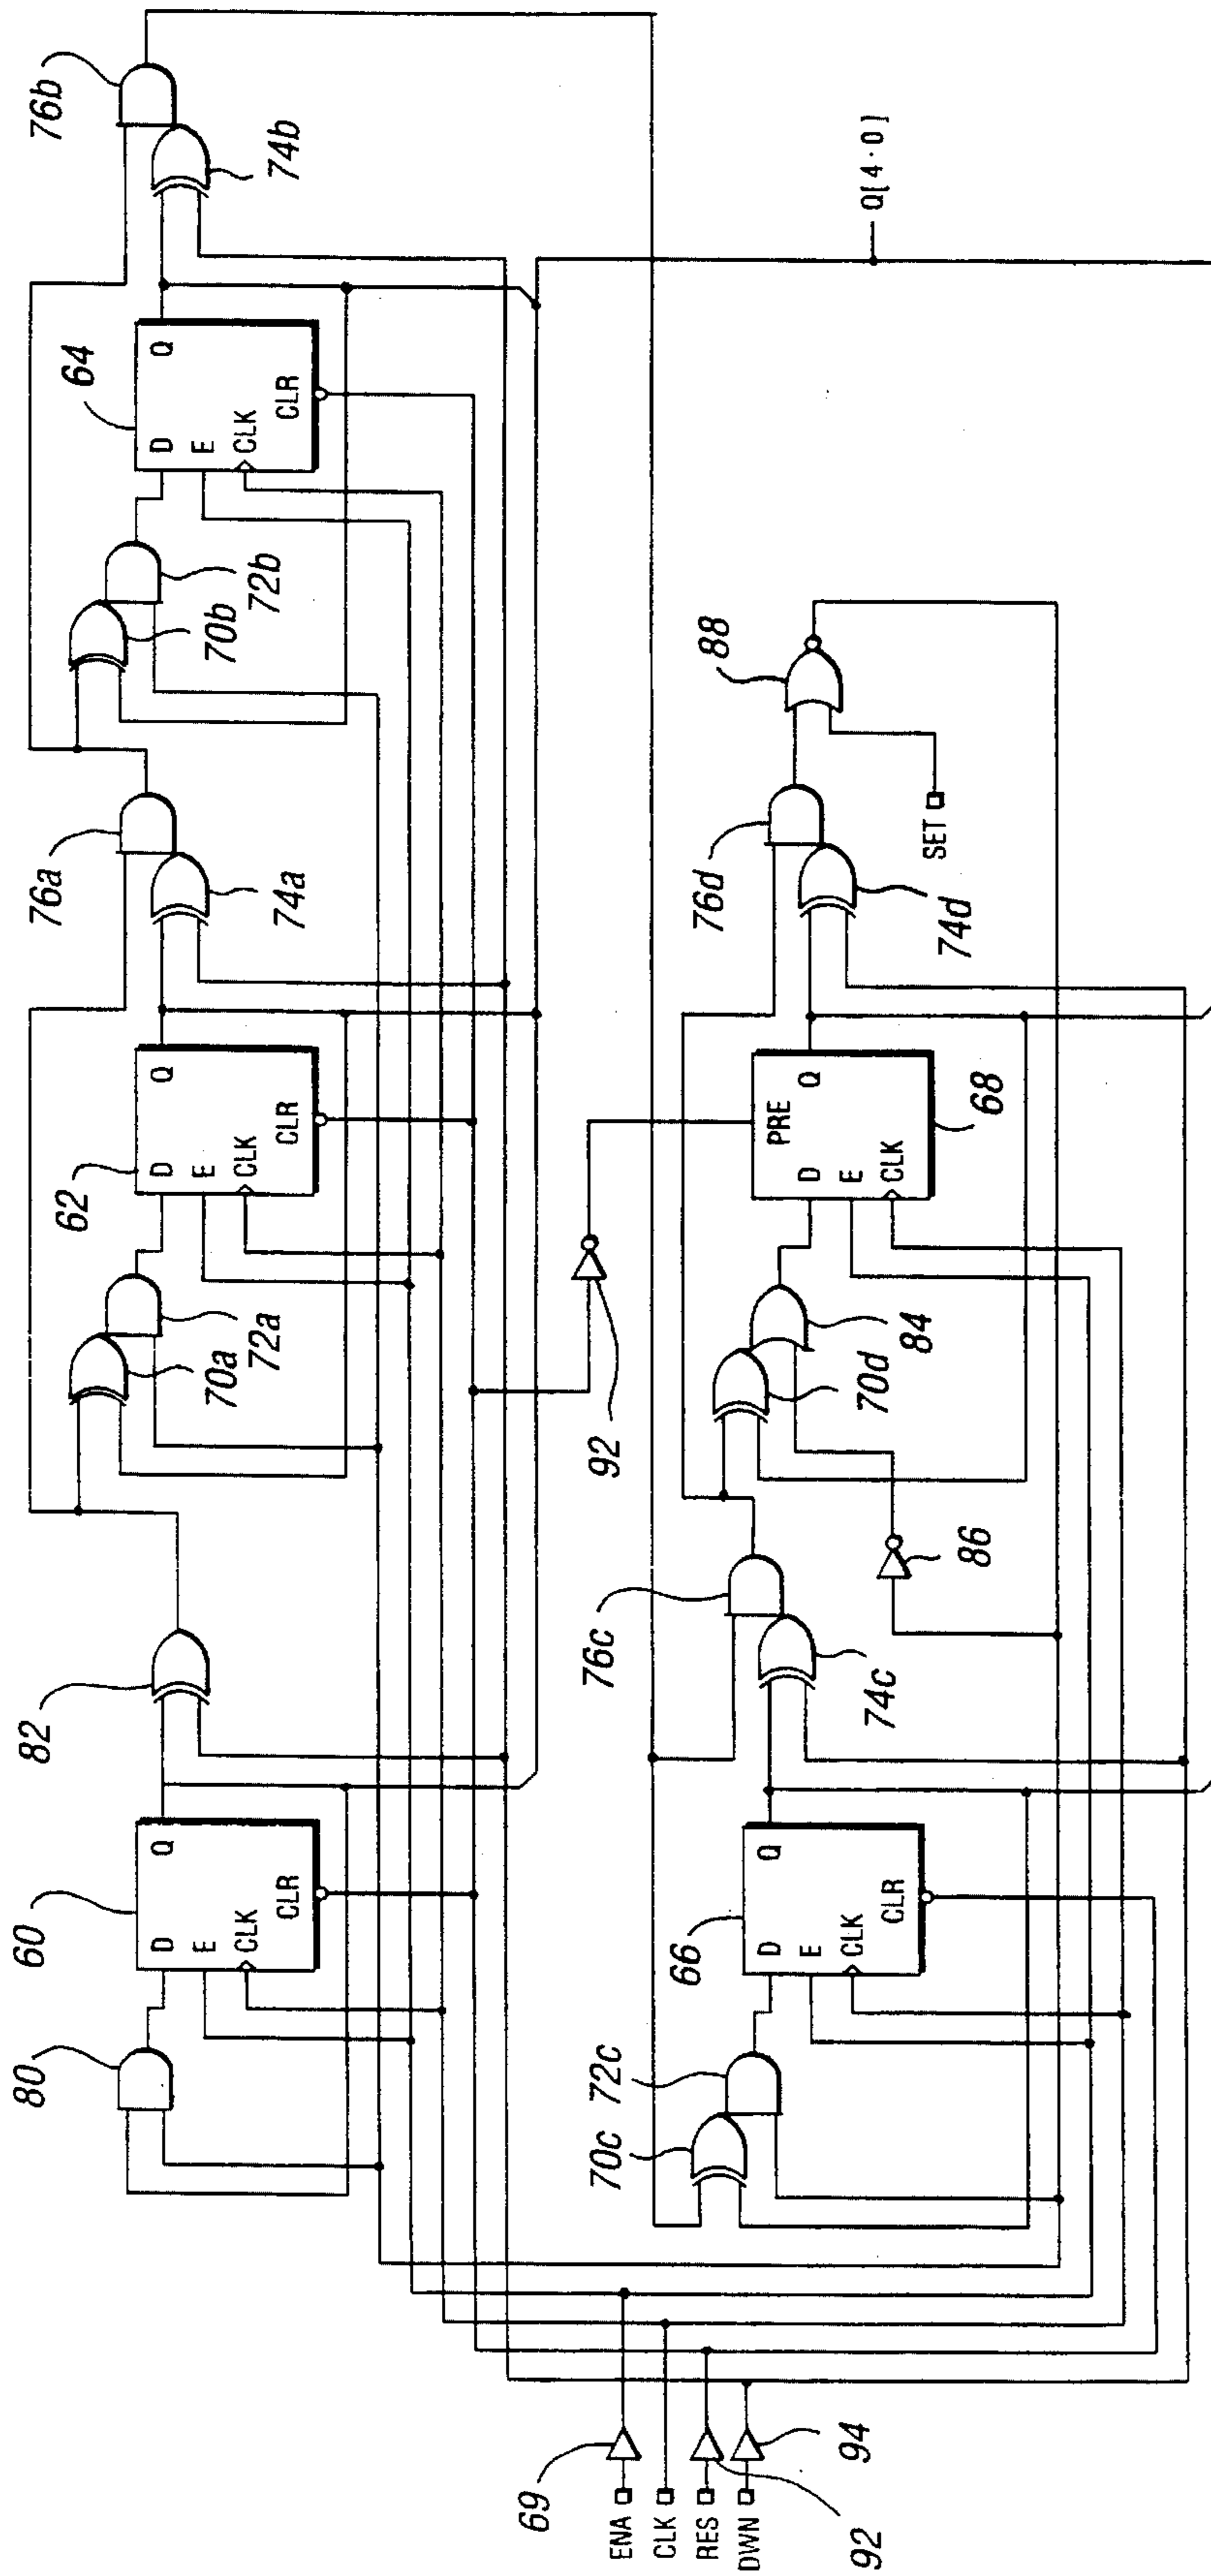 76b
74b
64
D
E
CLK
CLR
Q
70b
72b
76a
74a
62
D
E
CLK
CLR
Q
70a
72a
82
60
D
E
CLK
CLR
Q
80
Q[4·0]
88
SET
76d
74d
PRE
D
E
CLK
Q
68
84
70d
92
86
76c
74c
66
D
E
CLK
CLR
Q
72c
70c
69
ENA
CLK
RES
DWN
92
94